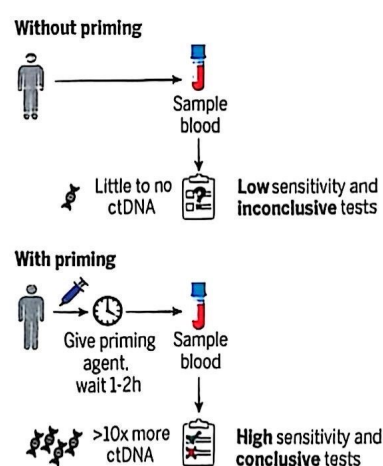 Without priming
Sample
blood
Little to no
ctDNA
?
Low sensitivity and
inconclusive tests
With priming
Give priming
agent,
wait 1-2h
Sample
blood
>10x more
ctDNA
High sensitivity and
conclusive tests